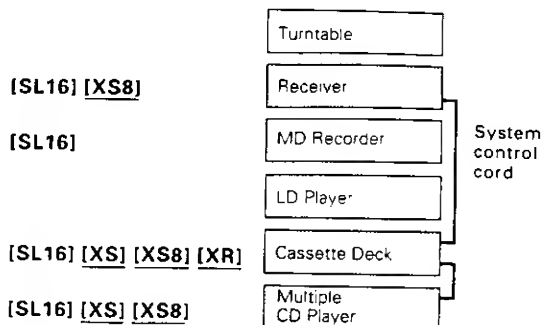 Turntable
[SL16] [XS8] Receiver
[SL16] MD Recorder
System
control
cord
LD Player
[SL16] [XS] [XS8] [XR] Cassette Deck
[SL16] [XS] [XS8] Multiple
CD Player